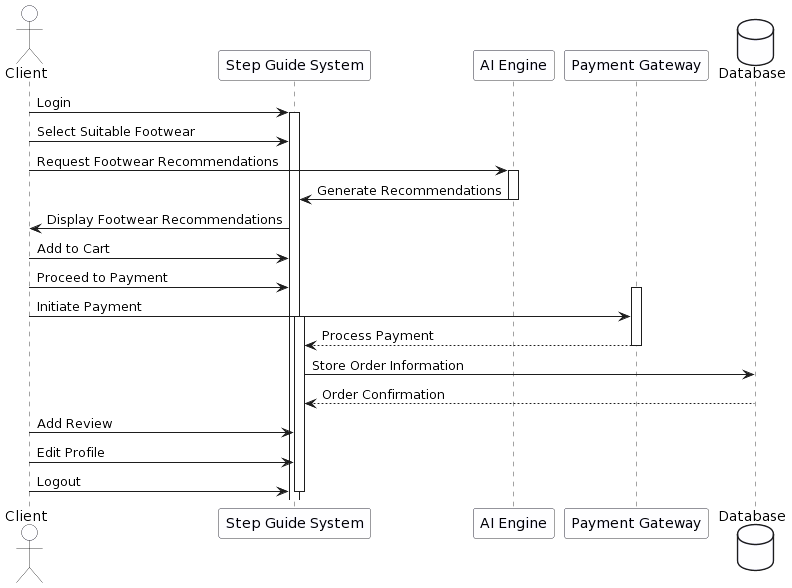 Client
Step Guide System
AI Engine
Payment Gateway
Database
Login
Select Suitable Footwear
Request Footwear Recommendations
Generate Recommendations
Display Footwear Recommendations
Add to Cart
Proceed to Payment
Initiate Payment
Process Payment
Store Order Information
Order Confirmation
Add Review
Edit Profile
Logout
Client
Step Guide System
AI Engine
Payment Gateway
Database